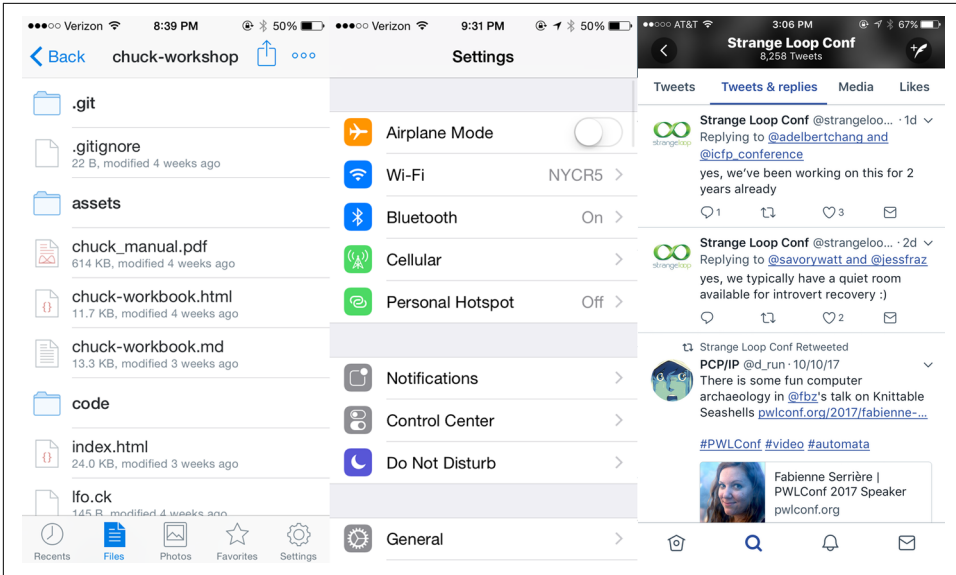 Verizon 8:39 PM 50%
Back chuck-workshop
.git
.gitignore
22 B, modified 4 weeks ago
assets
chuck_manual.pdf
614 KB, modified 4 weeks ago
chuck-workbook.html
11.7 KB, modified 4 weeks ago
chuck-workbook.md
13.3 KB, modified 3 weeks ago
code
index.html
24.0 KB, modified 3 weeks ago
lfo.ck
145 B, modified 4 weeks ago
Recents Files Photos Favorites Settings
Verizon 9:31 PM 50%
Settings
Airplane Mode
Wi-Fi NYCR5
Bluetooth On
Cellular
Personal Hotspot Off
Notifications
Control Center
Do Not Disturb
General
AT&T 3:06 PM 67%
Strange Loop Conf
8,258 Tweets
Tweets Tweets & replies Media Likes
strangeloop
Strange Loop Conf @strangeloo... · 1d
Replying to @adelbertchang and
@icfp_conference
yes, we've been working on this for 2
years already
1 3
strangeloop
Strange Loop Conf @strangeloo... · 2d
Replying to @savorywatt and @jessfraz
yes, we typically have a quiet room
available for introvert recovery :)
2
Strange Loop Conf Retweeted
PCP/IP @d_run · 10/10/17
There is some fun computer
archaeology in @fbz's talk on Knittable
Seashells pwlconf.org/2017/fabienne-...
#PWLConf #video #automata
Fabienne Serrière |
PWLConf 2017 Speaker
pwlconf.org